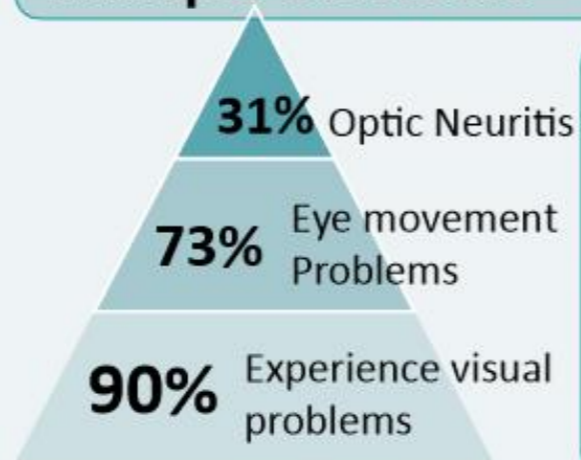 31% Optic Neuritis
73% Eye movement
Problems
90% Experience visual
problems